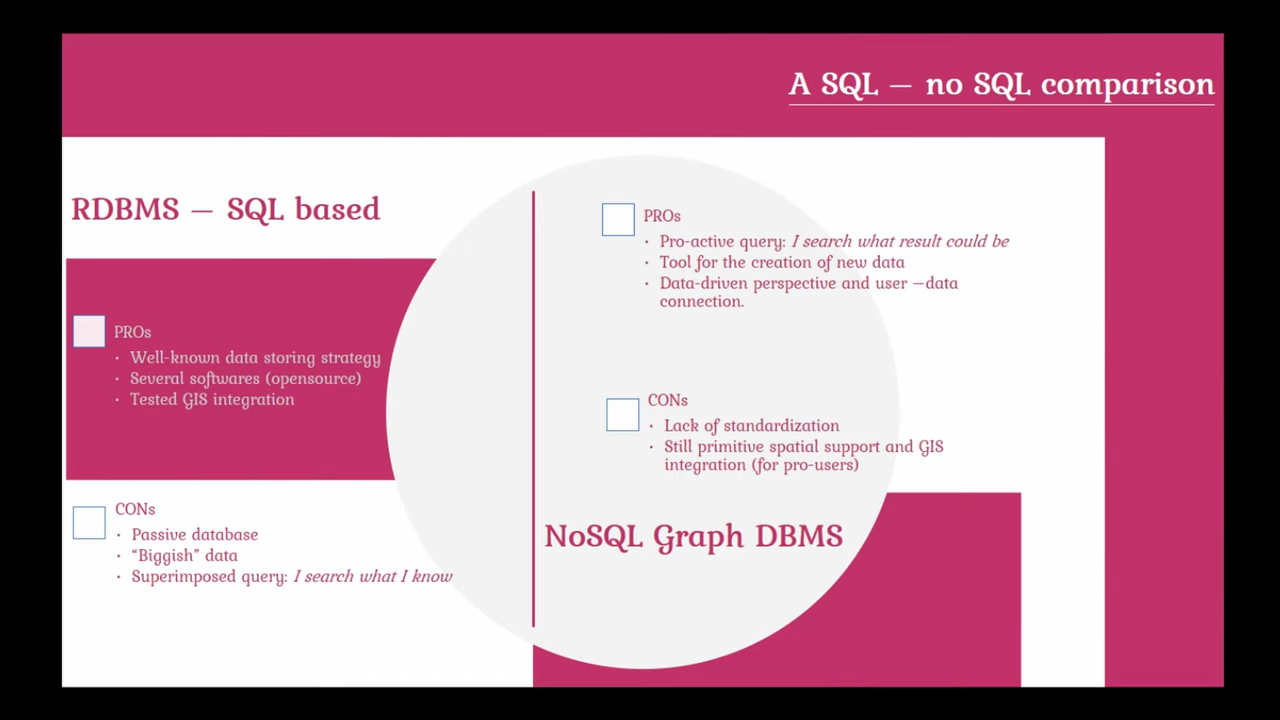 A SQL – no SQL comparison
RDBMS – SQL based
PROs
• Well-known data storing strategy
• Several softwares (opensource)
• Tested GIS integration
CONs
• Passive database
• “Biggish” data
• Superimposed query: I search what I know
PROs
• Pro-active query: I search what result could be
• Tool for the creation of new data
• Data-driven perspective and user –data
connection.
CONs
• Lack of standardization
• Still primitive spatial support and GIS
integration (for pro-users)
NoSQL Graph DBMS